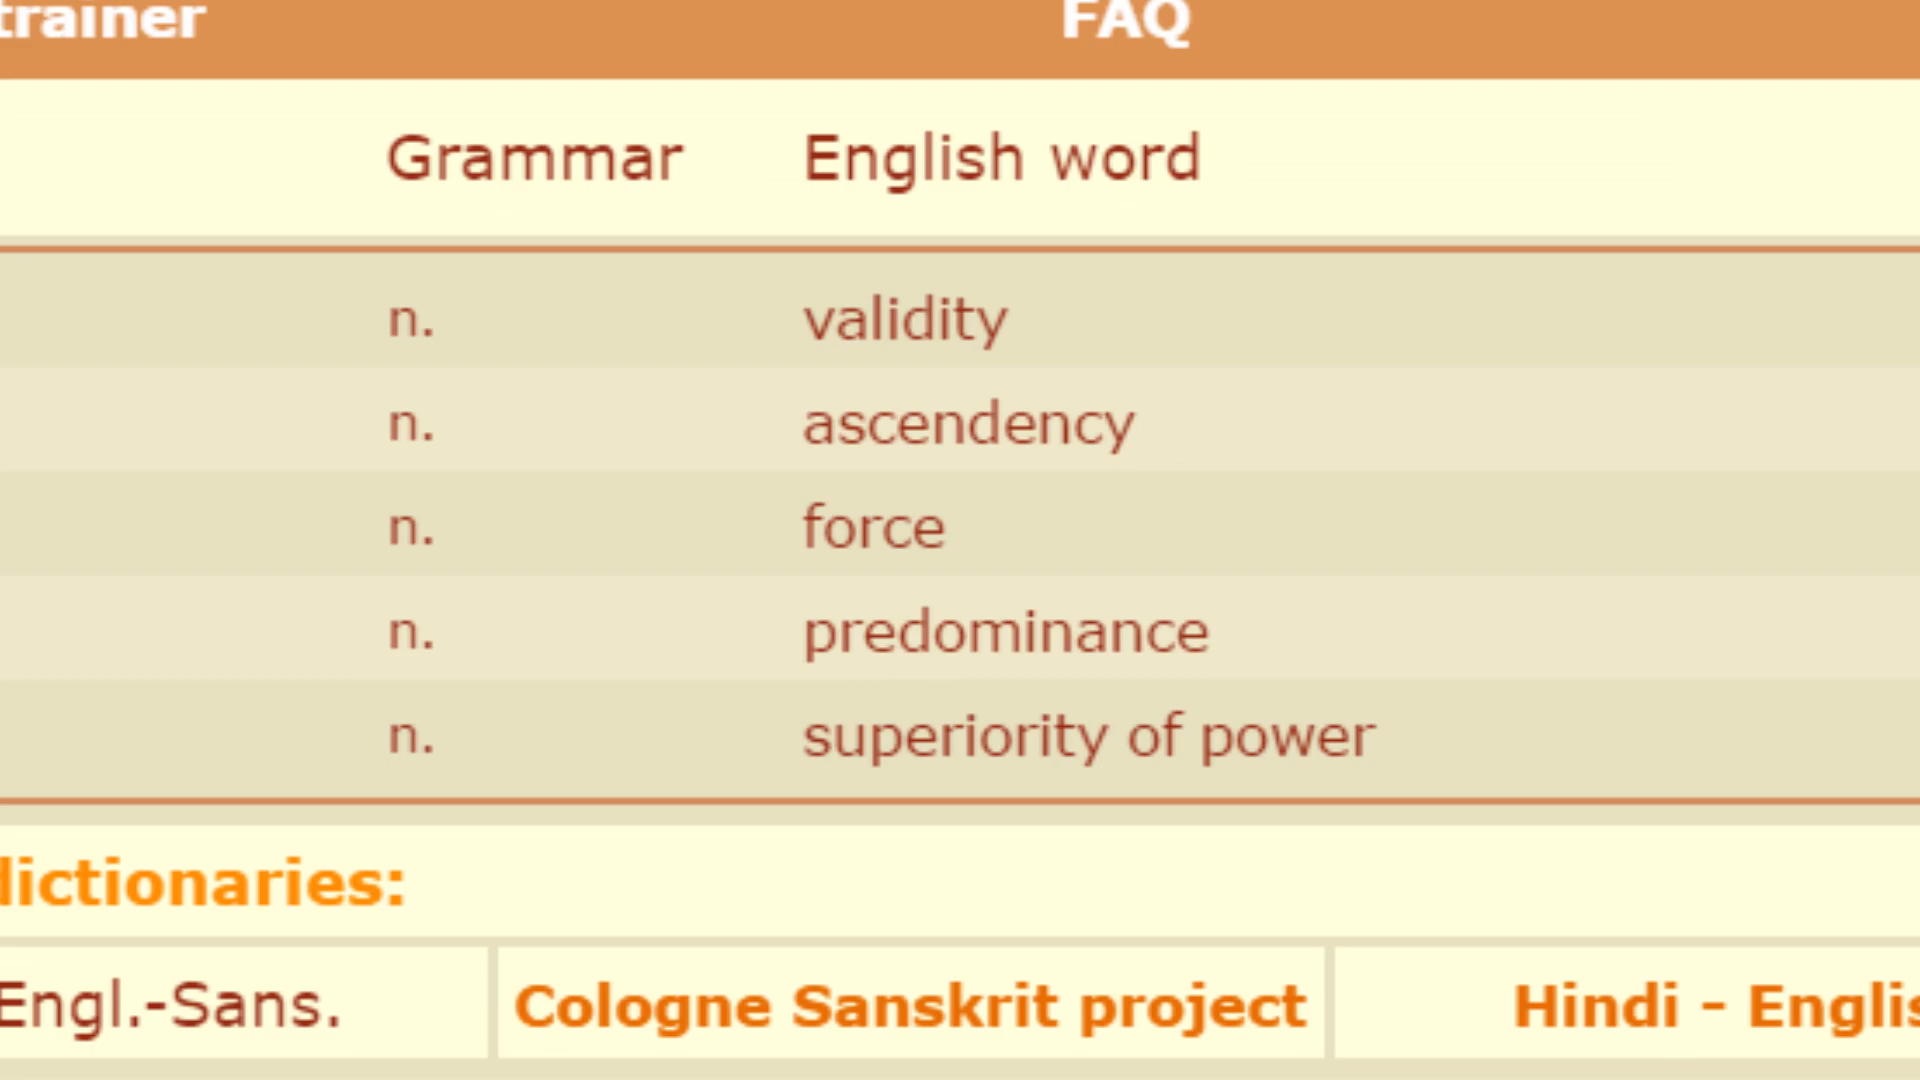 trainer FAQ
Grammar English word
n. validity
n. ascendency
n. force
n. predominance
n. superiority of power
dictionaries:
Engl.-Sans. Cologne Sanskrit project Hindi - Englis